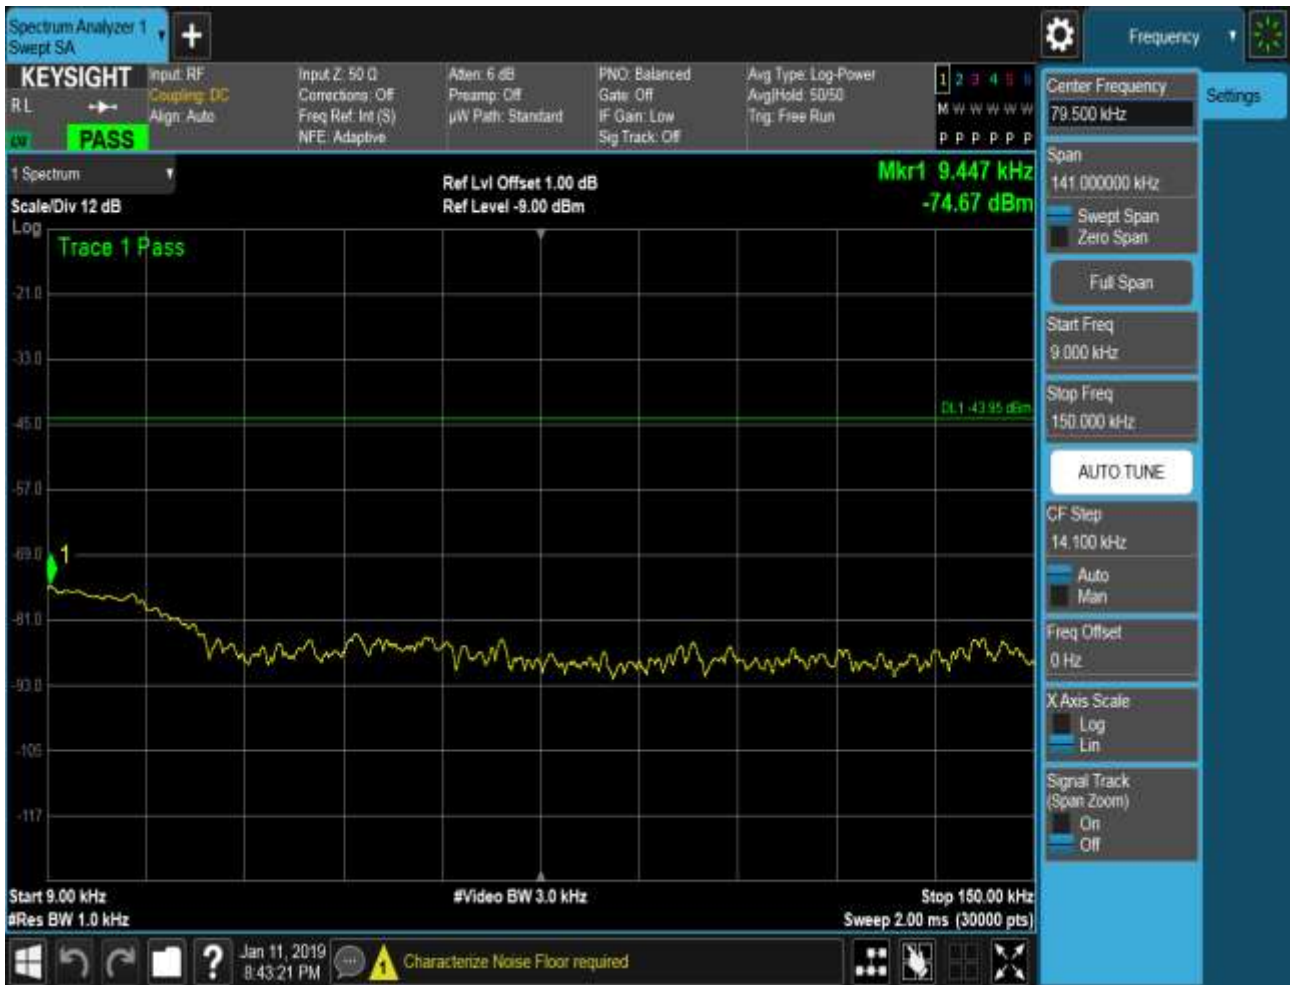 Spectrum Analyzer 1
Swept SA
+
Frequency
KEYSIGHT
R L
PASS
Input: RF
Coupling: DC
Align: Auto
Input Z: 50 Ω
Corrections: Off
Freq Ref: Int (S)
NFE: Adaptive
Atten: 6 dB
Preamp: Off
µW Path: Standard
PNO: Balanced
Gate: Off
IF Gain: Low
Sig Track: Off
Avg Type: Log-Power
Avg|Hold: 50/50
Trig: Free Run
1 2 3 4 5 6
M W W W W W
P P P P P P
1 Spectrum
Scale/Div 12 dB
Ref Lvl Offset 1.00 dB
Ref Level -9.00 dBm
Mkr1 9.447 kHz
-74.67 dBm
Log
Trace 1 Pass
-21.0
-33.0
DL1 -43.95 dBm
-45.0
-57.0
-69.0
1
-81.0
-93.0
-105
-117
Start 9.00 kHz
#Video BW 3.0 kHz
Stop 150.00 kHz
#Res BW 1.0 kHz
Sweep 2.00 ms (30000 pts)
Center Frequency
79.500 kHz
Settings
Span
141.000000 kHz
Swept Span
Zero Span
Full Span
Start Freq
9.000 kHz
Stop Freq
150.000 kHz
AUTO TUNE
CF Step
14.100 kHz
Auto
Man
Freq Offset
0 Hz
X Axis Scale
Log
Lin
Signal Track
(Span Zoom)
On
Off
?
Jan 11, 2019
8:43:21 PM
1
Characterize Noise Floor required